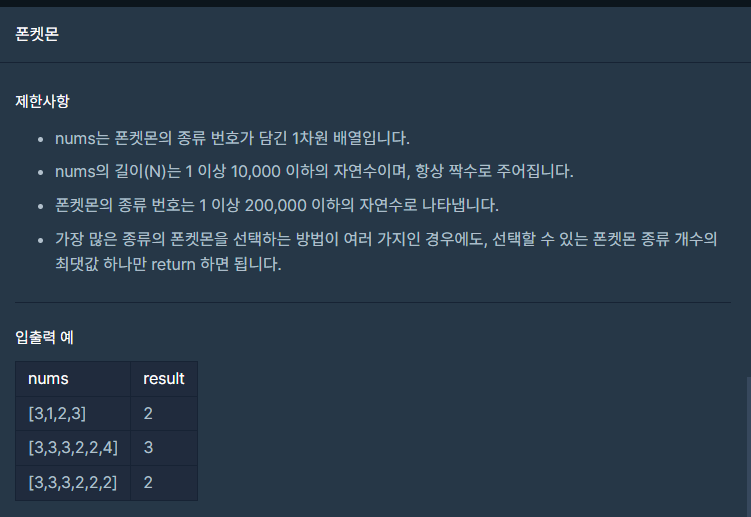 폰켓몬
제한사항
• nums는 폰켓몬의 종류 번호가 담긴 1차원 배열입니다.
• nums의 길이(N)는 1 이상 10,000 이하의 자연수이며, 항상 짝수로 주어집니다.
• 폰켓몬의 종류 번호는 1 이상 200,000 이하의 자연수로 나타냅니다.
• 가장 많은 종류의 폰켓몬을 선택하는 방법이 여러 가지인 경우에도, 선택할 수 있는 폰켓몬 종류 개수의
최댓값 하나만 return 하면 됩니다.
입출력 예
nums result
[3,1,2,3] 2
[3,3,3,2,2,4] 3
[3,3,3,2,2,2] 2